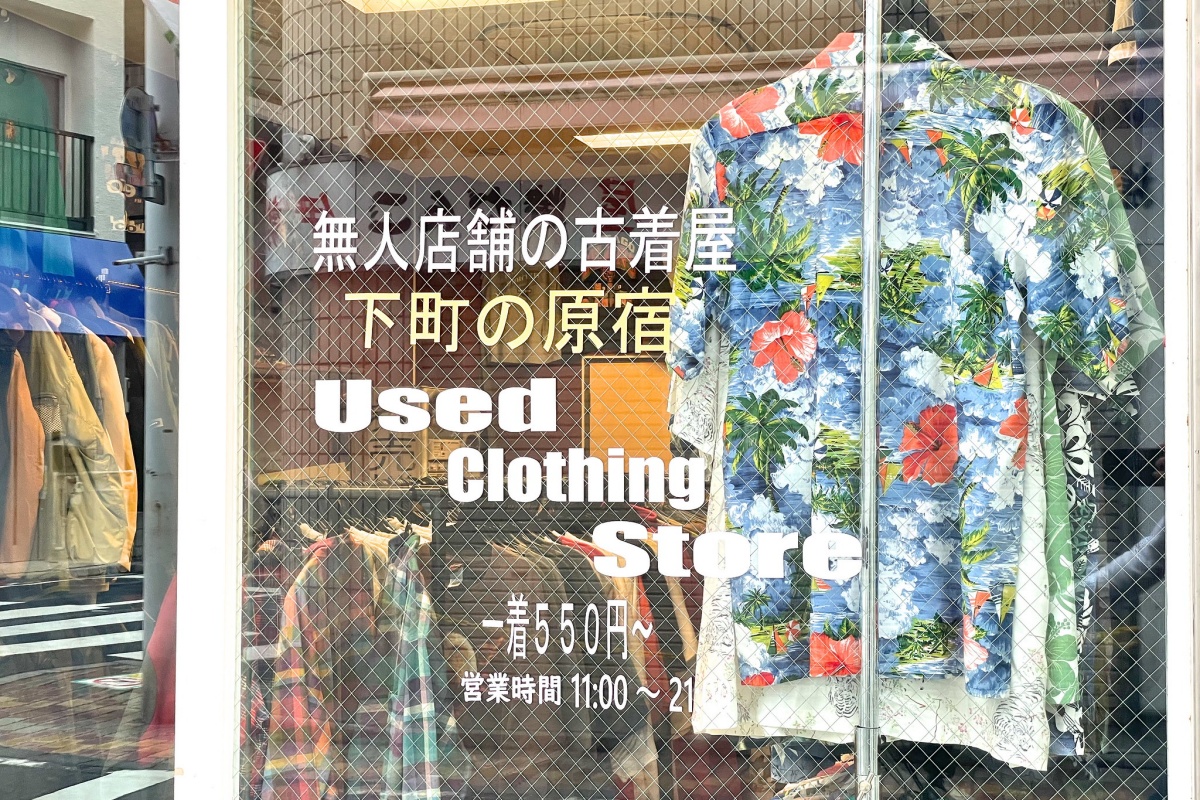 無人店舗の古着屋
下町の原宿
Used
Clothing
Store
一着550円~
営業時間 11:00 ~ 21